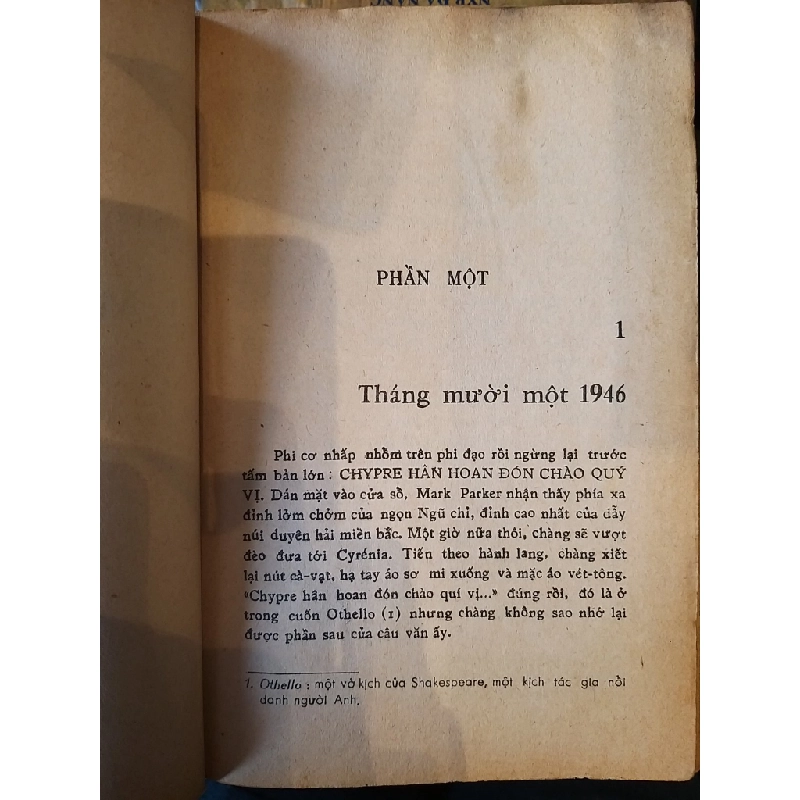 NXB ĐÀ NẴNG
PHẦN MỘT
1
Tháng mười một 1946
Phi cơ nhấp nhồm trên phi đạo rồi ngừng lại trước
tấm bản lớn : CHYPRE HÂN HOAN ĐÓN CHÀO QUÝ
VỊ. Dán mặt vào cửa sổ, Mark Parker nhận thấy phía xa
đỉnh lởm chởm của ngọn Ngũ chỉ, đỉnh cao nhất của dẫy
núi duyên hải miền bắc. Một giờ nữa thôi, chàng sẽ vượt
đèo đưa tới Cyrénia. Tiến theo hành lang, chàng xiết
lại nút cà-vạt, hạ tay áo sơ mi xuống và mặc áo vét-tông.
"Chypre hân hoan đón chào quí vị...» đúng rồi, đó là ở
trong cuốn Othello (1) nhưng chàng không sao nhớ lại
được phần sau của câu văn ấy.
1. Othello ; một vở kịch của Shakespeare, một kịch tác gia nổi
danh người Anh.